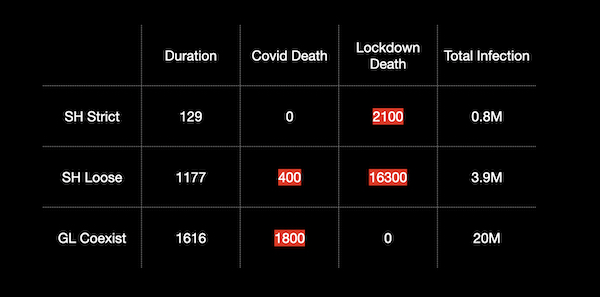 Duration Covid Death Lockdown Death Total Infection
SH Strict 129 0 2100 0.8M
SH Loose 1177 400 16300 3.9M
GL Coexist 1616 1800 0 20M